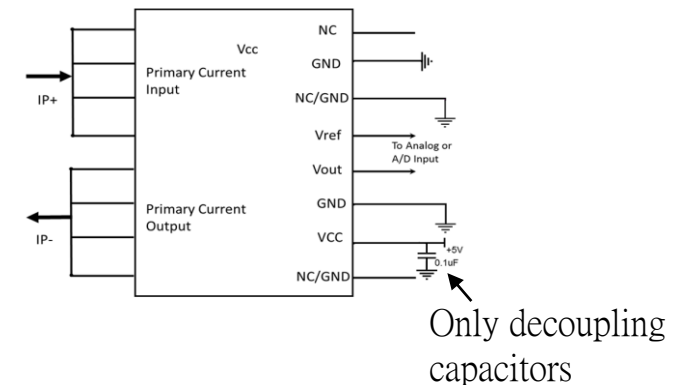 Vcc
Primary Current
Input
IP+
Primary Current
Output
IP-
NC
GND
NC/GND
Vref
To Analog or
A/D Input
Vout
GND
VCC
+5V
0.1uF
NC/GND
Only decoupling
capacitors